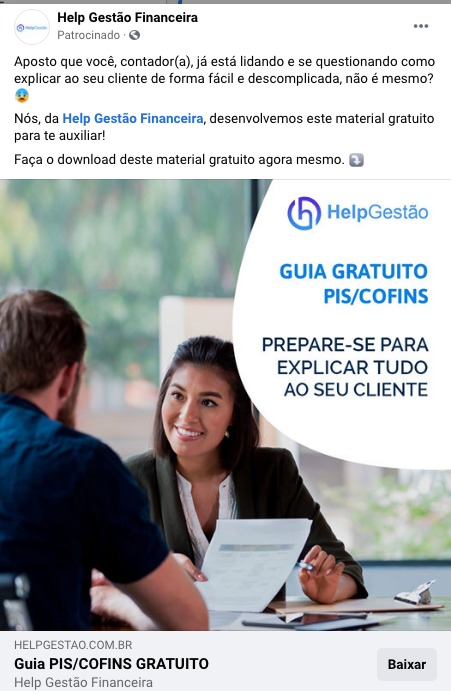 Help Gestão Financeira
Patrocinado ·
Aposto que você, contador(a), já está lidando e se questionando como
explicar ao seu cliente de forma fácil e descomplicada, não é mesmo?
😰
Nós, da Help Gestão Financeira, desenvolvemos este material gratuito
para te auxiliar!
Faça o download deste material gratuito agora mesmo. ⤵️
HelpGestão
GUIA GRATUITO
PIS/COFINS
PREPARE-SE PARA
EXPLICAR TUDO
AO SEU CLIENTE
HELPGESTAO.COM.BR
Guia PIS/COFINS GRATUITO
Help Gestão Financeira
Baixar